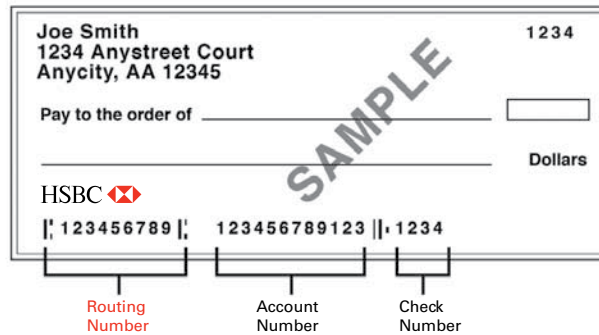 Joe Smith 1234
1234 Anystreet Court
Anycity, AA 12345
SAMPLE
Pay to the order of
Dollars
HSBC
123456789 123456789123 1234
Routing Account Check
Number Number Number